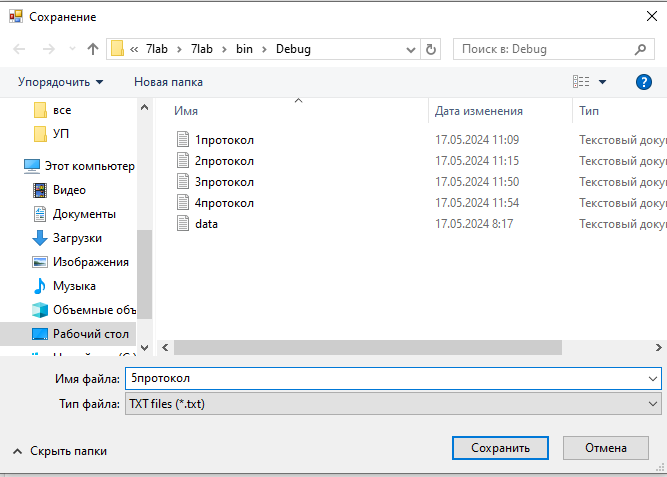 Сохранение
« 7lab › 7lab › bin › Debug
Поиск в: Debug
Упорядочить
Новая папка
?
все
УП
Этот компьютер
Видео
Документы
Загрузки
Изображения
Музыка
Объемные объ
Рабочий стол
Имя
Дата изменения
Тип
1протокол 17.05.2024 11:09 Текстовый доку
2протокол 17.05.2024 11:15 Текстовый доку
3протокол 17.05.2024 11:50 Текстовый доку
4протокол 17.05.2024 11:54 Текстовый доку
data 17.05.2024 8:17 Текстовый доку
Имя файла: 5протокол
Тип файла: TXT files (*.txt)
Скрыть папки
Сохранить
Отмена